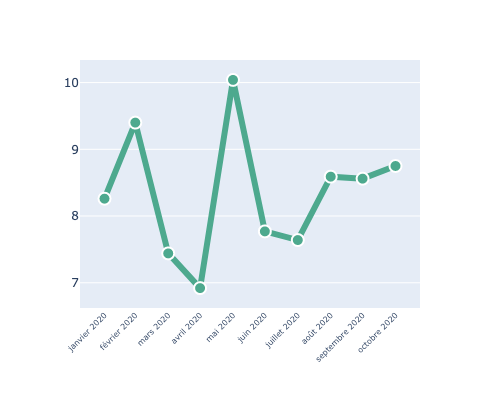 10
9
8
7
janvier 2020
février 2020
mars 2020
avril 2020
mai 2020
juin 2020
juillet 2020
août 2020
septembre 2020
octobre 2020